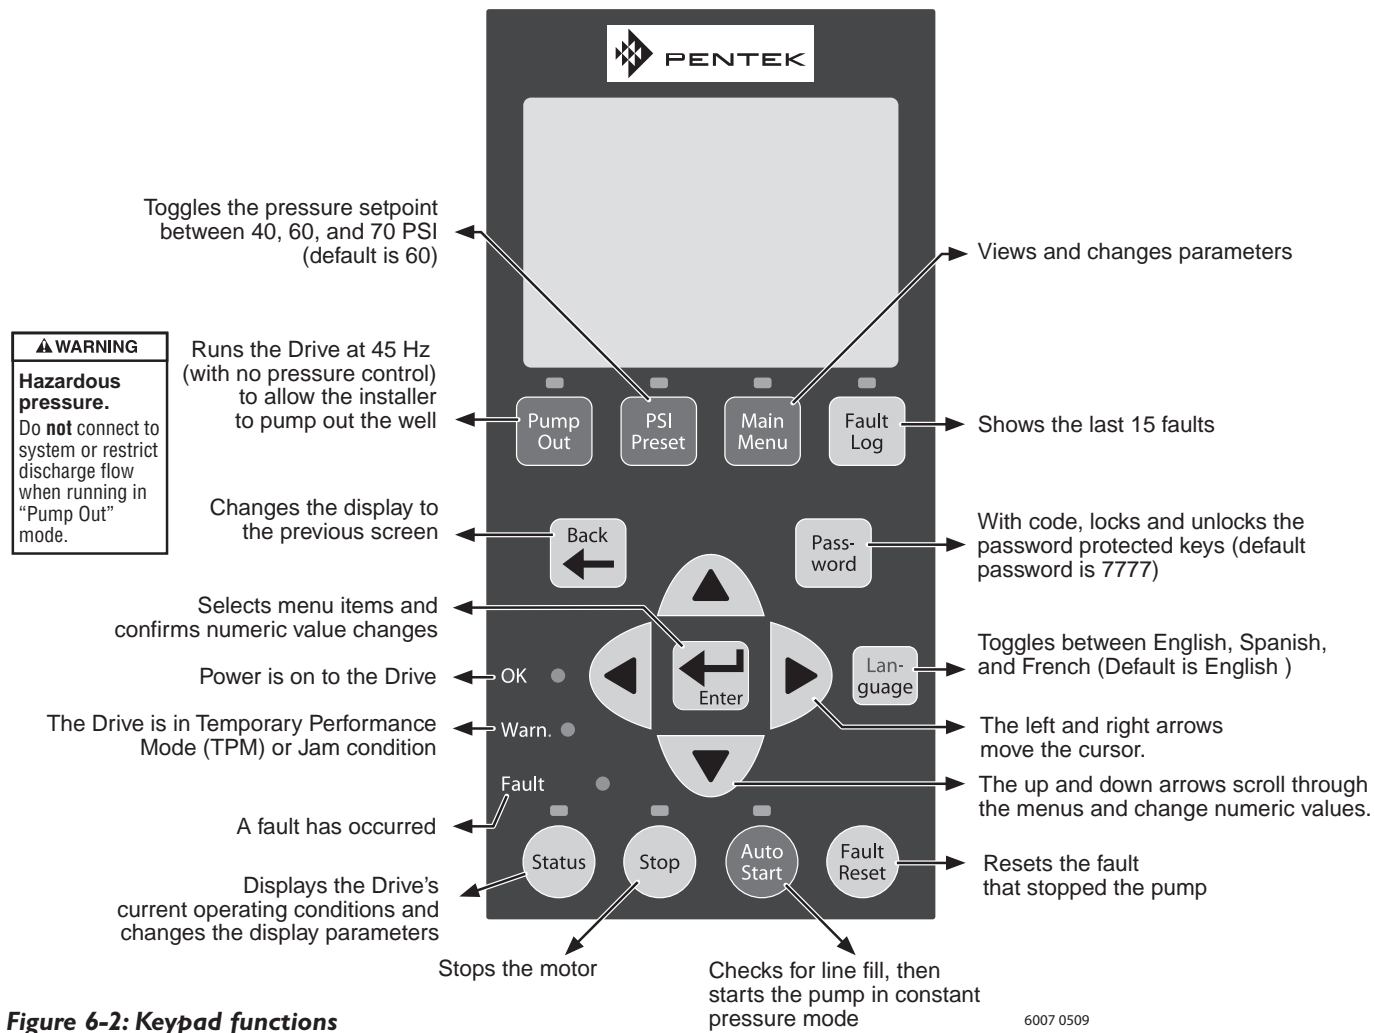 PENTEK
Toggles the pressure setpoint
between 40, 60, and 70 PSI
(default is 60)
Views and changes parameters
WARNING
Hazardous
pressure.
Do not connect to
system or restrict
discharge flow
when running in
“Pump Out”
mode.
Runs the Drive at 45 Hz
(with no pressure control)
to allow the installer
to pump out the well
Pump
Out
PSI
Preset
Main
Menu
Fault
Log
Shows the last 15 faults
Changes the display to
the previous screen
Back
Pass-
word
With code, locks and unlocks the
password protected keys (default
password is 7777)
Selects menu items and
confirms numeric value changes
Enter
Lan-
guage
Toggles between English, Spanish,
and French (Default is English )
Power is on to the Drive
OK
The Drive is in Temporary Performance
Mode (TPM) or Jam condition
Warn.
The left and right arrows
move the cursor.
Fault
The up and down arrows scroll through
the menus and change numeric values.
A fault has occurred
Status
Stop
Auto
Start
Fault
Reset
Resets the fault
that stopped the pump
Displays the Drive’s
current operating conditions and
changes the display parameters
Stops the motor
Checks for line fill, then
starts the pump in constant
pressure mode
Figure 6-2: Keypad functions
6007 0509